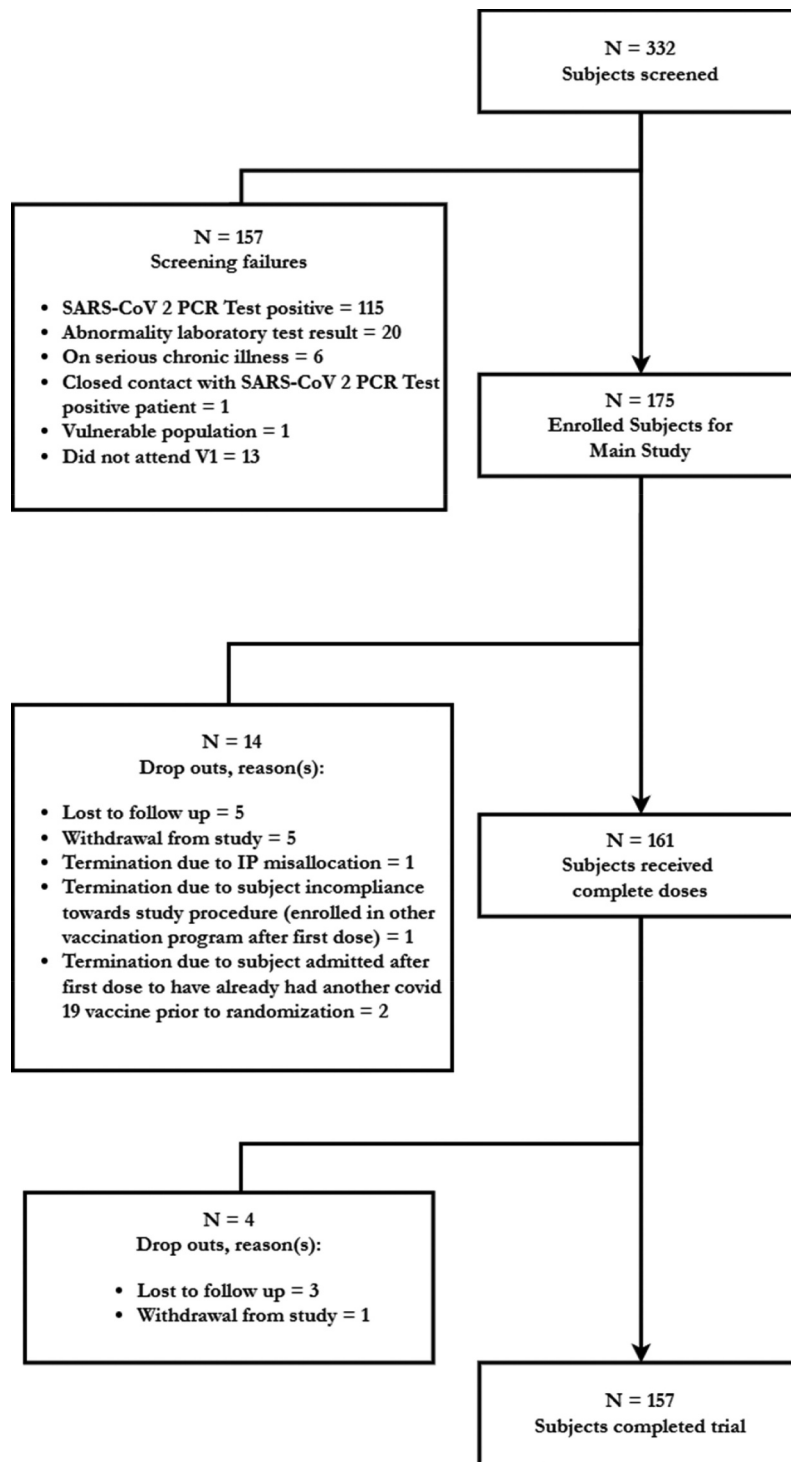 N = 332
Subjects screened
N = 157
Screening failures
• SARS-CoV 2 PCR Test positive = 115
• Abnormality laboratory test result = 20
• On serious chronic illness = 6
• Closed contact with SARS-CoV 2 PCR Test
positive patient = 1
• Vulnerable population = 1
• Did not attend V1 = 13
N = 175
Enrolled Subjects for
Main Study
N = 14
Drop outs, reason(s):
• Lost to follow up = 5
• Withdrawal from study = 5
• Termination due to IP misallocation = 1
• Termination due to subject incompliance
towards study procedure (enrolled in other
vaccination program after first dose) = 1
• Termination due to subject admitted after
first dose to have already had another covid
19 vaccine prior to randomization = 2
N = 161
Subjects received
complete doses
N = 4
Drop outs, reason(s):
• Lost to follow up = 3
• Withdrawal from study = 1
N = 157
Subjects completed trial